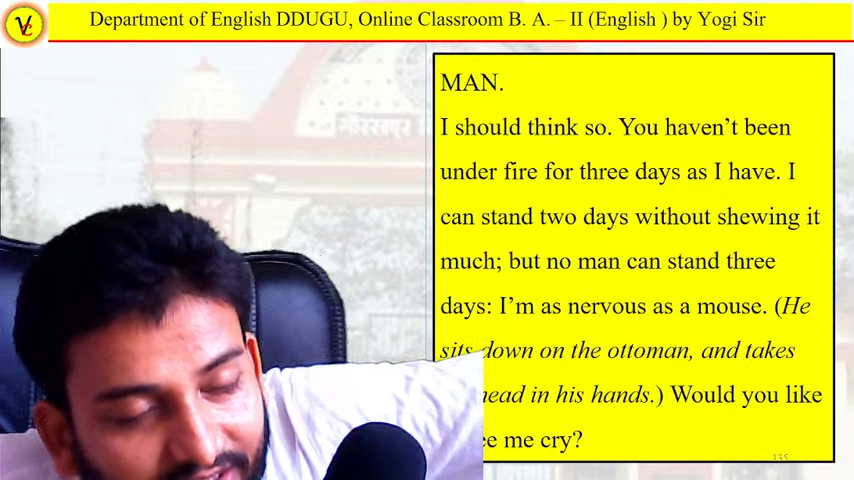 Department of English DDUGU, Online Classroom B. A. – II (English ) by Yogi Sir
MAN.
I should think so. You haven’t been
under fire for three days as I have. I
can stand two days without shewing it
much; but no man can stand three
days: I’m as nervous as a mouse. (He
sits down on the ottoman, and takes
head in his hands.) Would you like
me cry?
135